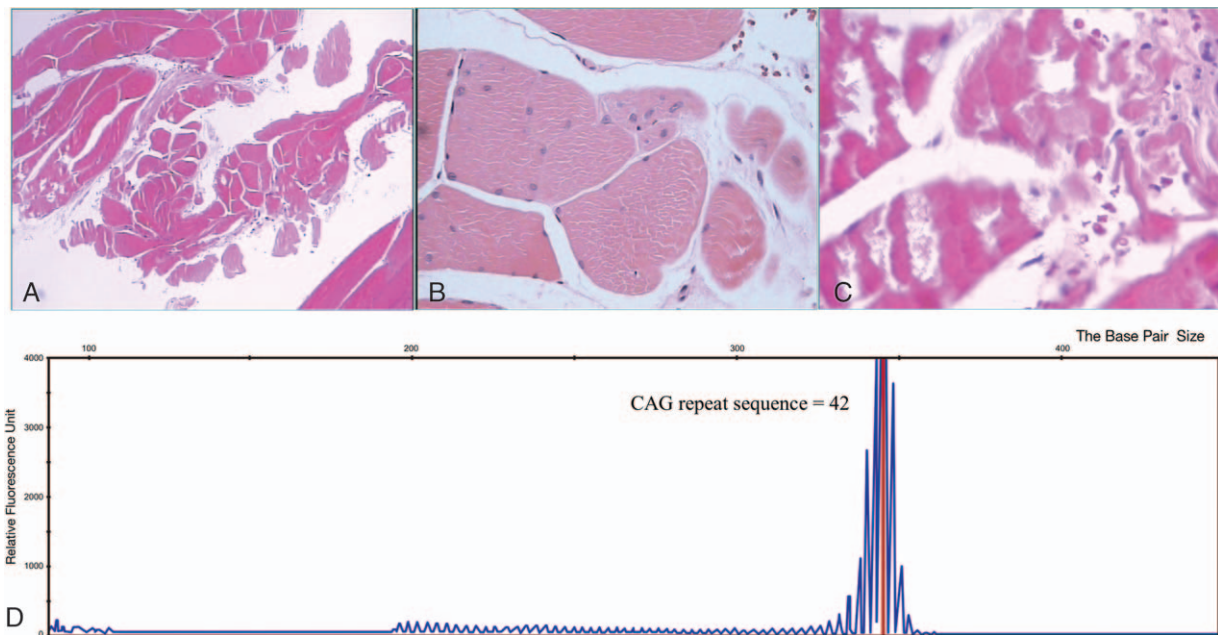 A
B
C
The Base Pair Size
100
200
300
400
4000
3000
2000
1000
0
Relative Fluorescence Unit
CAG repeat sequence = 42
D